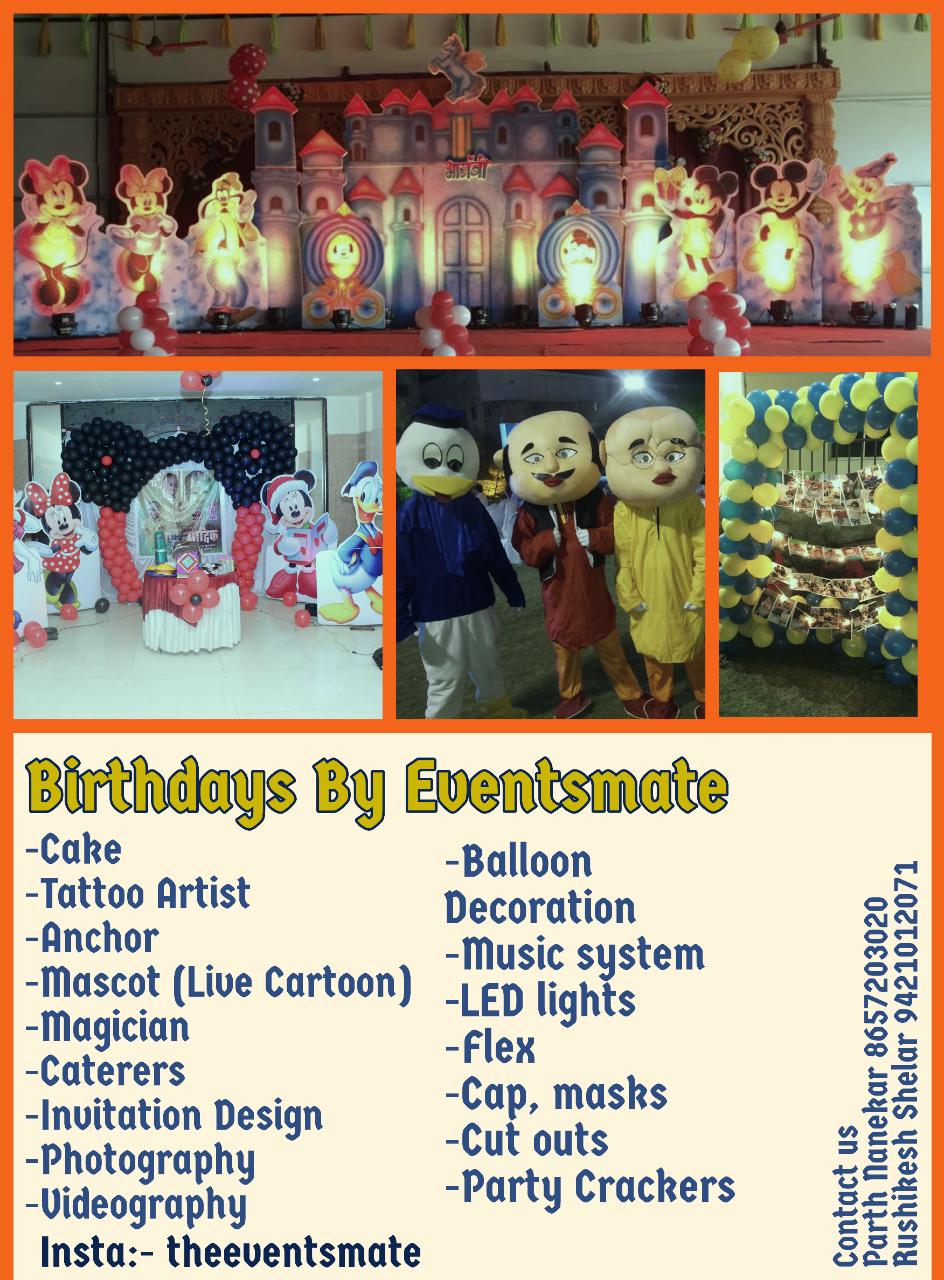 भार्गवी
Birthdays By Eventsmate
-Cake
-Tattoo Artist
-Anchor
-Mascot (Live Cartoon)
-Magician
-Caterers
-Invitation Design
-Photography
-Videography
Insta:- theeventsmate
-Balloon
Decoration
-Music system
-LED lights
-Flex
-Cap, masks
-Cut outs
-Party Crackers
Contact us
Parth Nanekar 8657203020
Rushikesh Shelar 9421012071